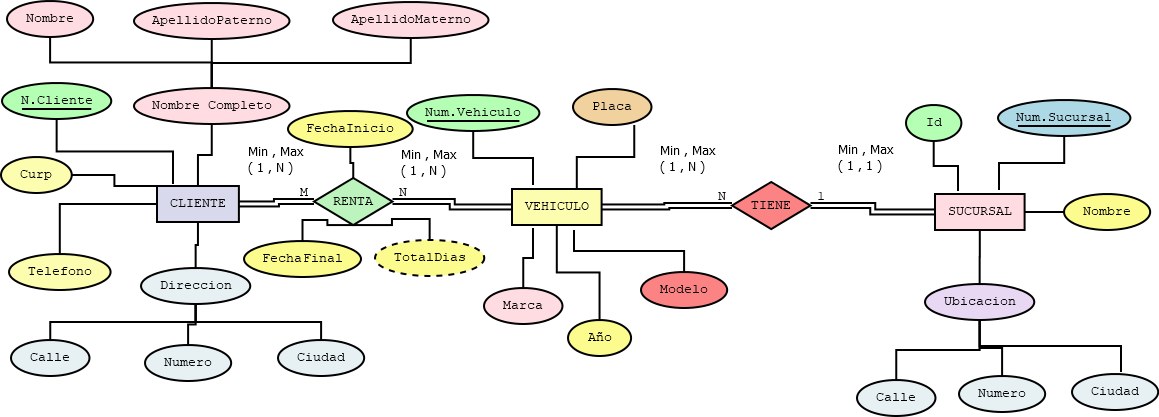 Nombre
ApellidoPaterno
ApellidoMaterno
N.Cliente
Nombre Completo
FechaInicio
Num.Vehiculo
Placa
Id
Num.Sucursal
Min , Max
( 1 , N )
Min , Max
( 1 , N )
Min , Max
( 1 , N )
Min , Max
( 1 , 1 )
Curp
CLIENTE
M
RENTA
N
VEHICULO
N
TIENE
1
SUCURSAL
Nombre
Telefono
Direccion
FechaFinal
TotalDias
Marca
Año
Modelo
Ubicacion
Calle
Numero
Ciudad
Calle
Numero
Ciudad